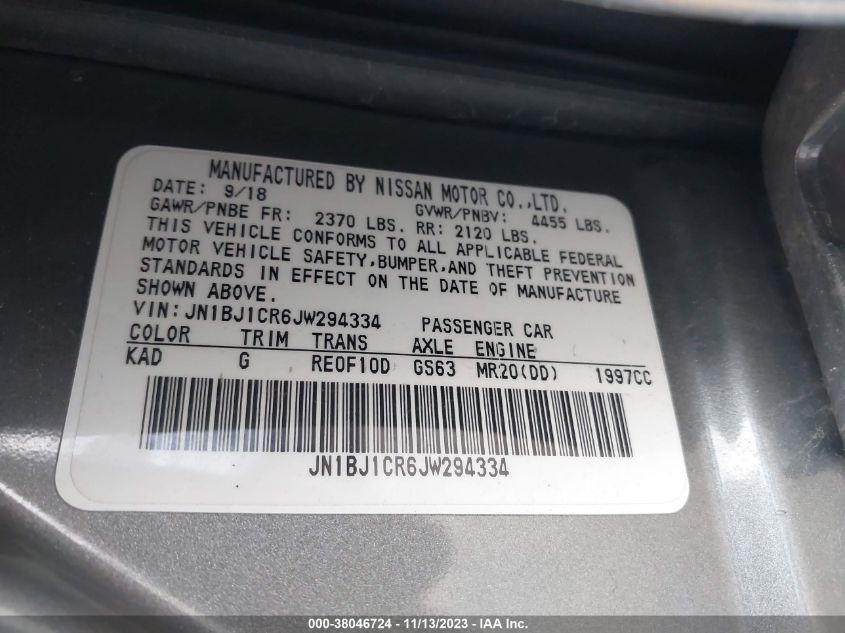 MANUFACTURED BY NISSAN MOTOR CO.,LTD.
DATE: 9/18 GVWR/PNBV: 4455 LBS.
GAWR/PNBE FR: 2370 LBS. RR: 2120 LBS.
THIS VEHICLE CONFORMS TO ALL APPLICABLE FEDERAL
MOTOR VEHICLE SAFETY,BUMPER,AND THEFT PREVENTION
STANDARDS IN EFFECT ON THE DATE OF MANUFACTURE
SHOWN ABOVE.
VIN:JN1BJ1CR6JW294334 PASSENGER CAR
COLOR TRIM TRANS AXLE ENGINE
KAD G RE0F10D GS63 MR20(DD) 1997CC
JN1BJ1CR6JW294334
000-38046724 - 11/13/2023 - IAA Inc.